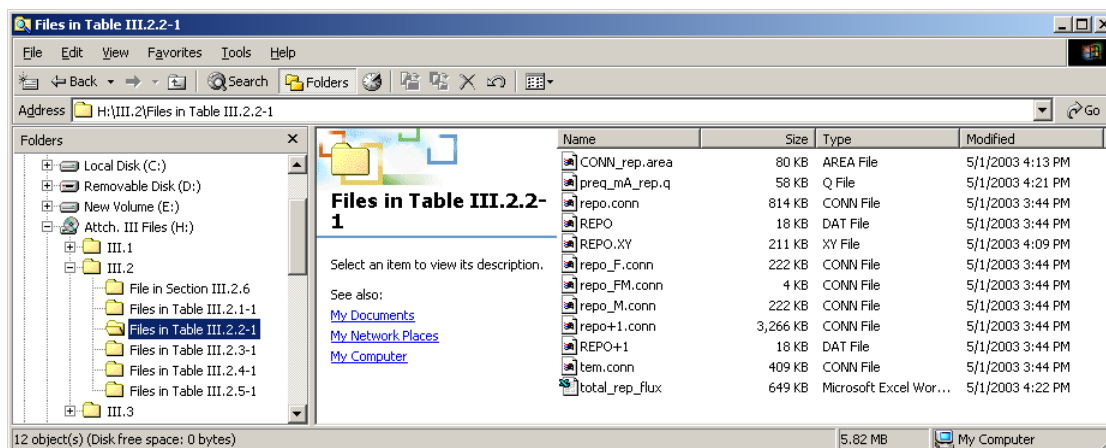 Files in Table III.2.2-1
File Edit View Favorites Tools Help
Back Search Folders
Address H:\III.2\Files in Table III.2.2-1 Go
Folders
Local Disk (C:)
Removable Disk (D:)
New Volume (E:)
Attch. III Files (H:)
III.1
III.2
File in Section III.2.6
Files in Table III.2.1-1
Files in Table III.2.2-1
Files in Table III.2.3-1
Files in Table III.2.4-1
Files in Table III.2.5-1
III.3
Files in Table III.2.2-
1
Select an item to view its description.
See also:
My Documents
My Network Places
My Computer
Name Size Type Modified
CONN_rep.area 80 KB AREA File 5/1/2003 4:13 PM
preq_mA_rep.q 58 KB Q File 5/1/2003 4:21 PM
repo.conn 814 KB CONN File 5/1/2003 3:44 PM
REPO 18 KB DAT File 5/1/2003 3:44 PM
REPO.XY 211 KB XY File 5/1/2003 4:09 PM
repo_F.conn 222 KB CONN File 5/1/2003 3:44 PM
repo_FM.conn 4 KB CONN File 5/1/2003 3:44 PM
repo_M.conn 222 KB CONN File 5/1/2003 3:44 PM
repo+1.conn 3,266 KB CONN File 5/1/2003 3:44 PM
REPO+1 18 KB DAT File 5/1/2003 3:44 PM
tem.conn 409 KB CONN File 5/1/2003 3:44 PM
total_rep_flux 649 KB Microsoft Excel Wor... 5/1/2003 4:22 PM
12 object(s) (Disk free space: 0 bytes) 5.82 MB My Computer